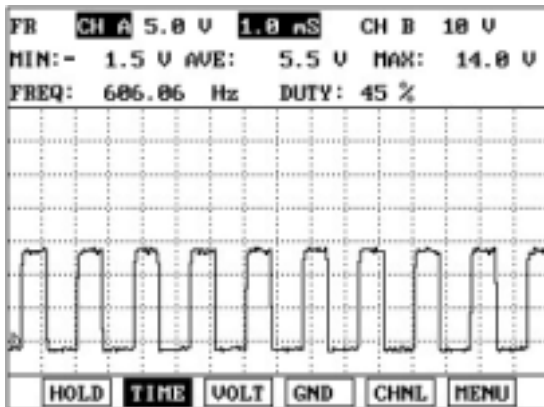 FR CH A 5.0 V 1.0 mS CH B 10 V
MIN:- 1.5 V AVE: 5.5 V MAX: 14.0 V
FREQ: 606.06 Hz DUTY: 45 %
HOLD TIME VOLT GND CHNL MENU